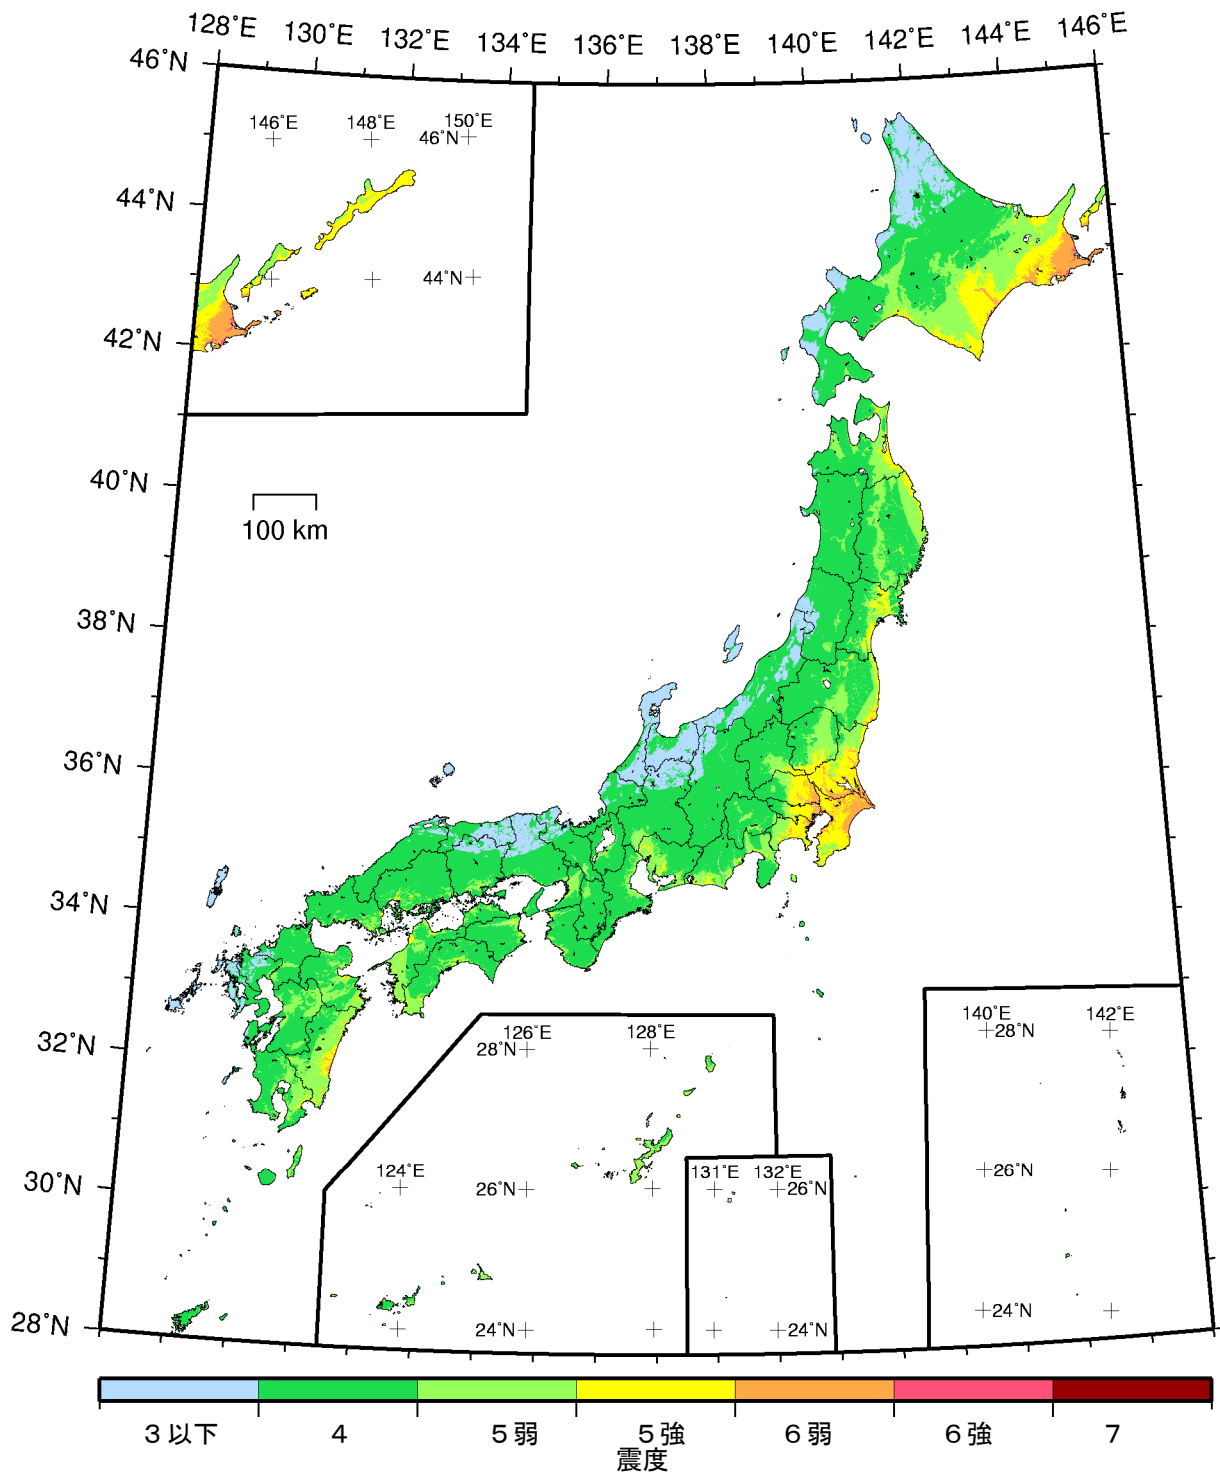 128°E 130°E 132°E 134°E 136°E 138°E 140°E 142°E 144°E 146°E
46°N
44°N
42°N
40°N
38°N
36°N
34°N
32°N
30°N
28°N
146°E 148°E 150°E
46°N
44°N
100 km
126°E 128°E
28°N
124°E
26°N
24°N
131°E 132°E
26°N
24°N
140°E 142°E
28°N
26°N
24°N
3以下 4 5弱 5強 6弱 6強 7
震度